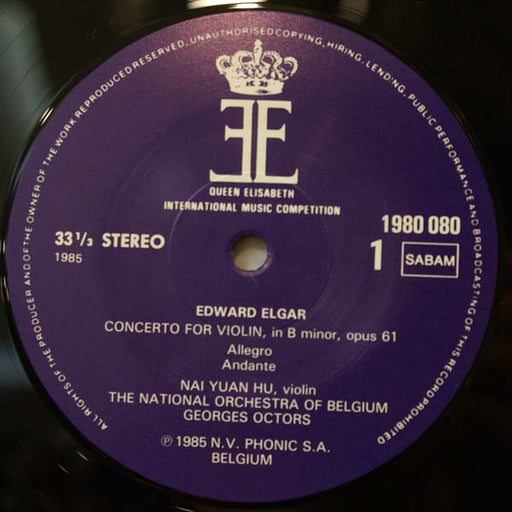 ALL RIGHTS OF THE PRODUCER AND OF THE OWNER OF THE WORK REPRODUCED RESERVED, UNAUTHORISED COPYING, HIRING, LENDING, PUBLIC PERFORMANCE AND BROADCASTING OF THIS RECORD PROHIBITED
EE
QUEEN ELISABETH
INTERNATIONAL MUSIC COMPETITION
33 1/3 STEREO
1985
1980 080
1 SABAM
EDWARD ELGAR
CONCERTO FOR VIOLIN, in B minor, opus 61
Allegro
Andante
NAI YUAN HU, violin
THE NATIONAL ORCHESTRA OF BELGIUM
GEORGES OCTORS
℗ 1985 N.V. PHONIC S.A.
BELGIUM